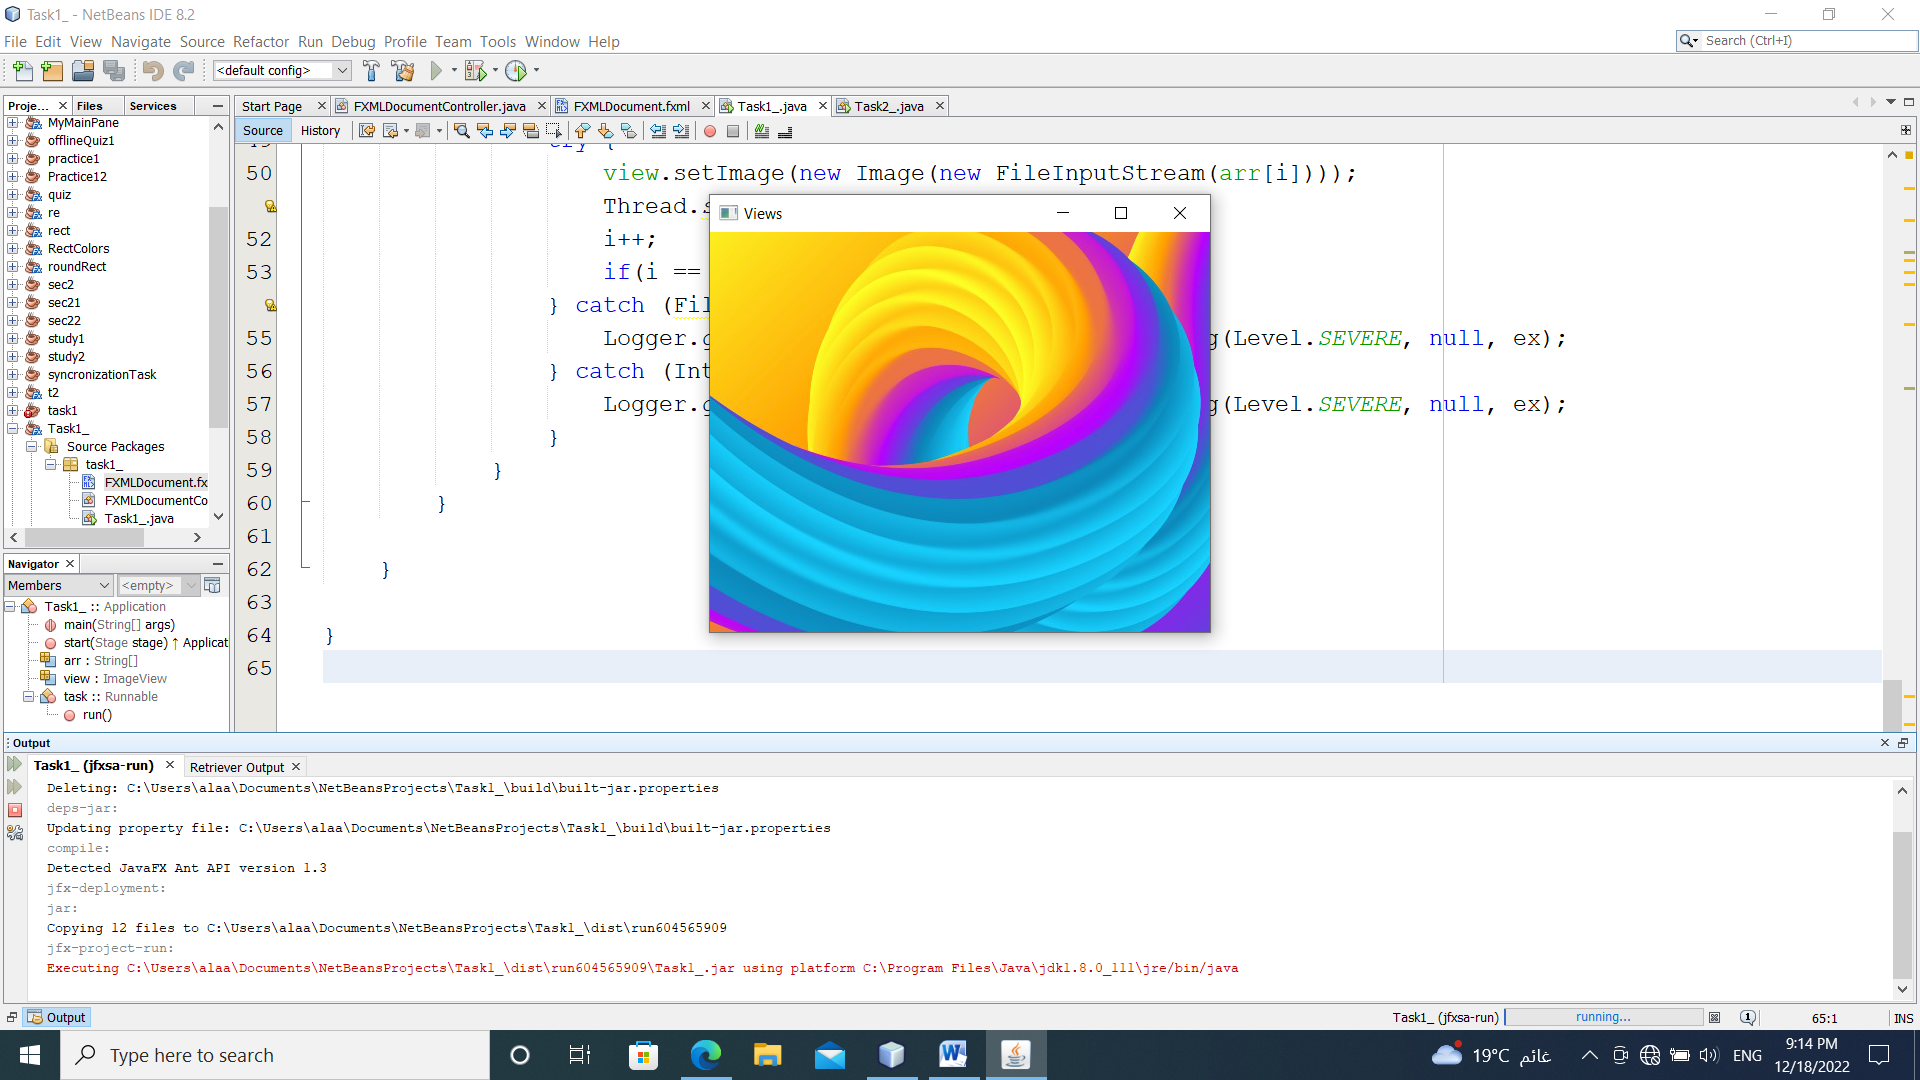 Task1_ - NetBeans IDE 8.2
File Edit View Navigate Source Refactor Run Debug Profile Team Tools Window Help
Search (Ctrl+I)
<default config>
Proje... Files Services
MyMainPane
offlineQuiz1
practice1
Practice12
quiz
re
rect
RectColors
roundRect
sec2
sec21
sec22
study1
study2
syncronizationTask
t2
task1
Task1_
Source Packages
task1_
FXMLDocument.fx
FXMLDocumentCo
Task1_.java
Start Page FXMLDocumentController.java FXMLDocument.fxml Task1_.java Task2_.java
Source History
50 view.setImage(new Image(new FileInputStream(arr[i])));
Thread.
52 i++;
53 if(i ==
} catch (Fil
55 Logger. g(Level.SEVERE, null, ex);
56 } catch (Int
57 Logger. g(Level.SEVERE, null, ex);
58 }
59 }
60 }
61
62 }
63
64 }
65
Views
Navigator
Members <empty>
Task1_ :: Application
main(String[] args)
start(Stage stage) ↑ Applicat
arr : String[]
view : ImageView
task :: Runnable
run()
Output
Task1_ (jfxsa-run) Retriever Output
Deleting: C:\Users\alaa\Documents\NetBeansProjects\Task1_\build\built-jar.properties
deps-jar:
Updating property file: C:\Users\alaa\Documents\NetBeansProjects\Task1_\build\built-jar.properties
compile:
Detected JavaFX Ant API version 1.3
jfx-deployment:
jar:
Copying 12 files to C:\Users\alaa\Documents\NetBeansProjects\Task1_\dist\run604565909
jfx-project-run:
Executing C:\Users\alaa\Documents\NetBeansProjects\Task1_\dist\run604565909\Task1_.jar using platform C:\Program Files\Java\jdk1.8.0_111\jre/bin/java
Output
Task1_ (jfxsa-run) running... 65:1 INS
Type here to search
19°C غائم
ENG
9:14 PM
12/18/2022